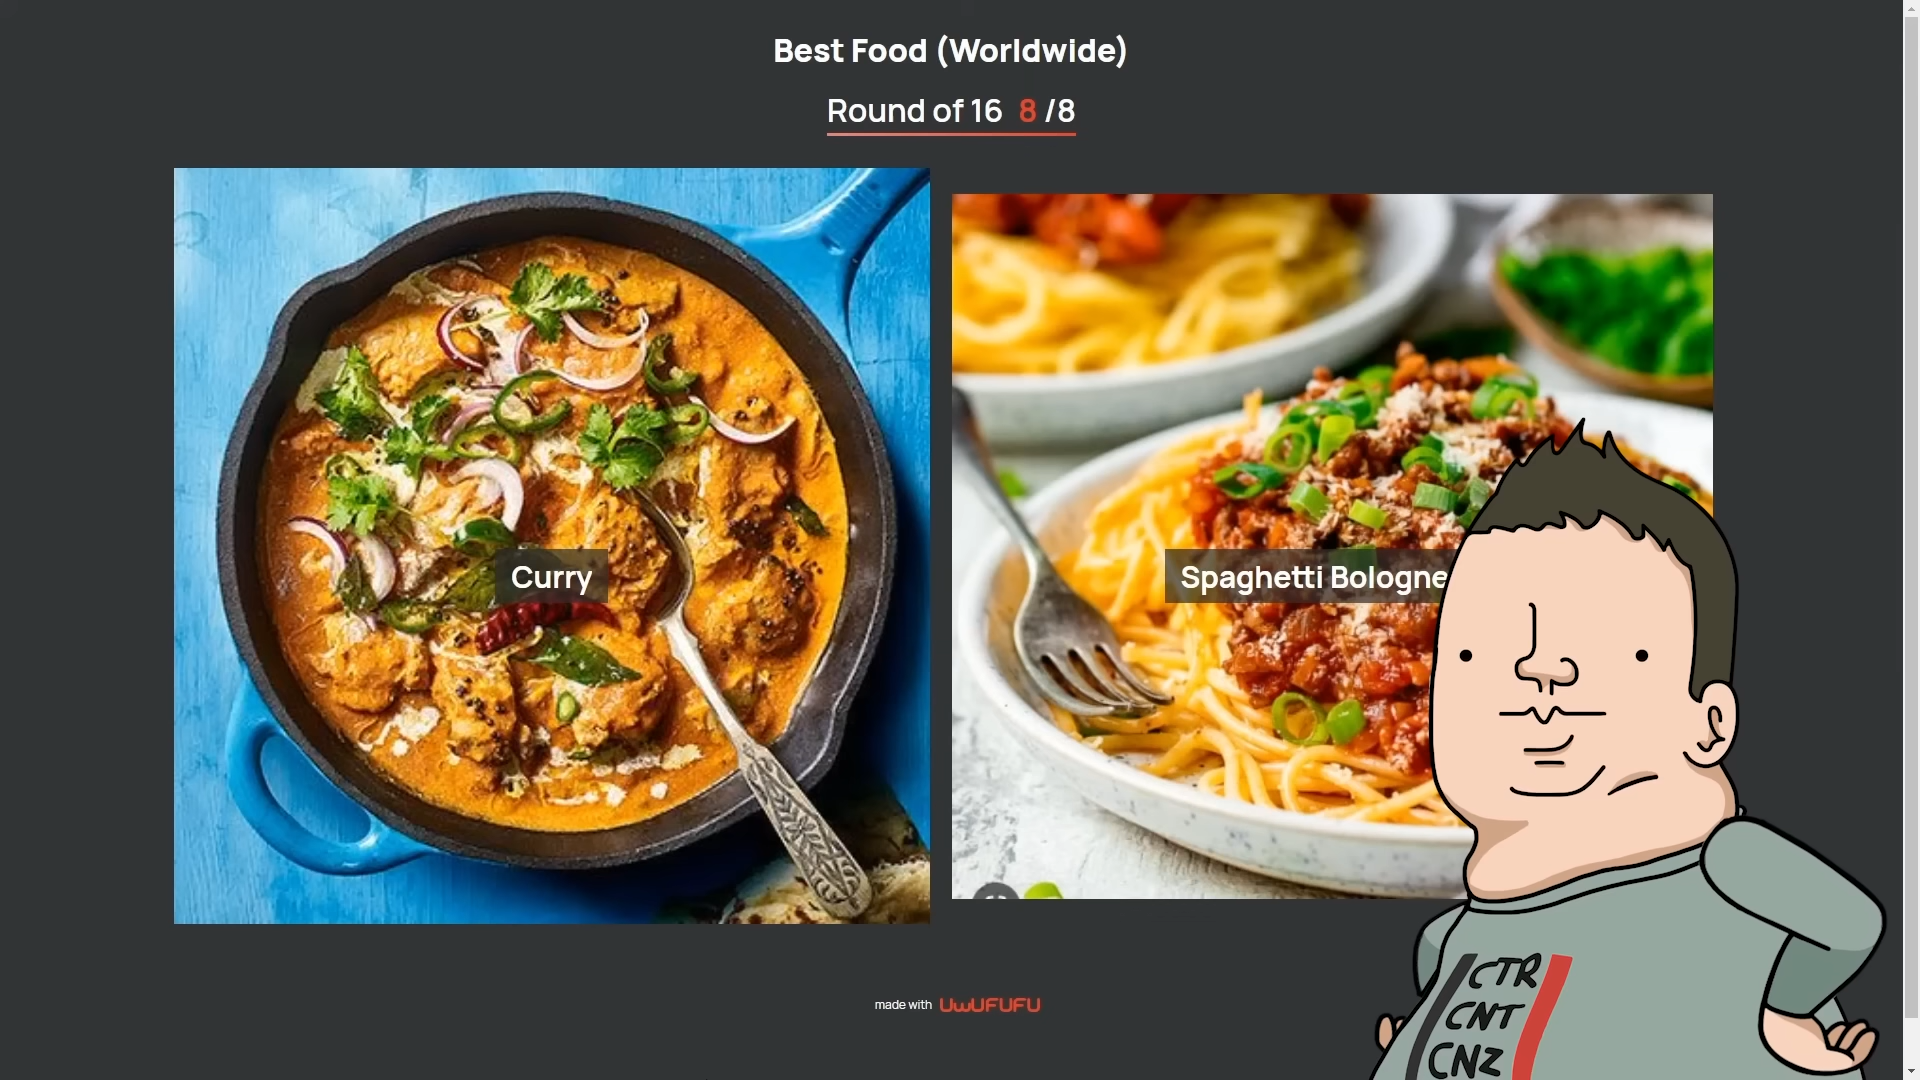 Best Food (Worldwide)
Round of 16 8 /8
Curry
Spaghetti Bologne
CTR
CNT
CNZ
made with UwUFUFU